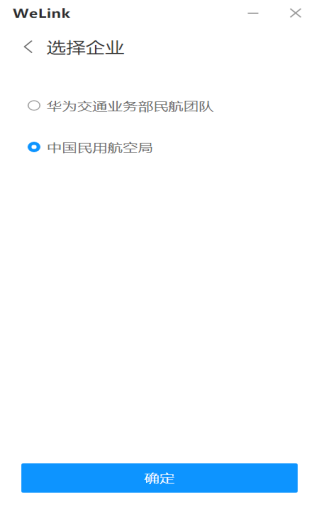 WeLink
选择企业
华为交通业务部民航团队
中国民用航空局
确定